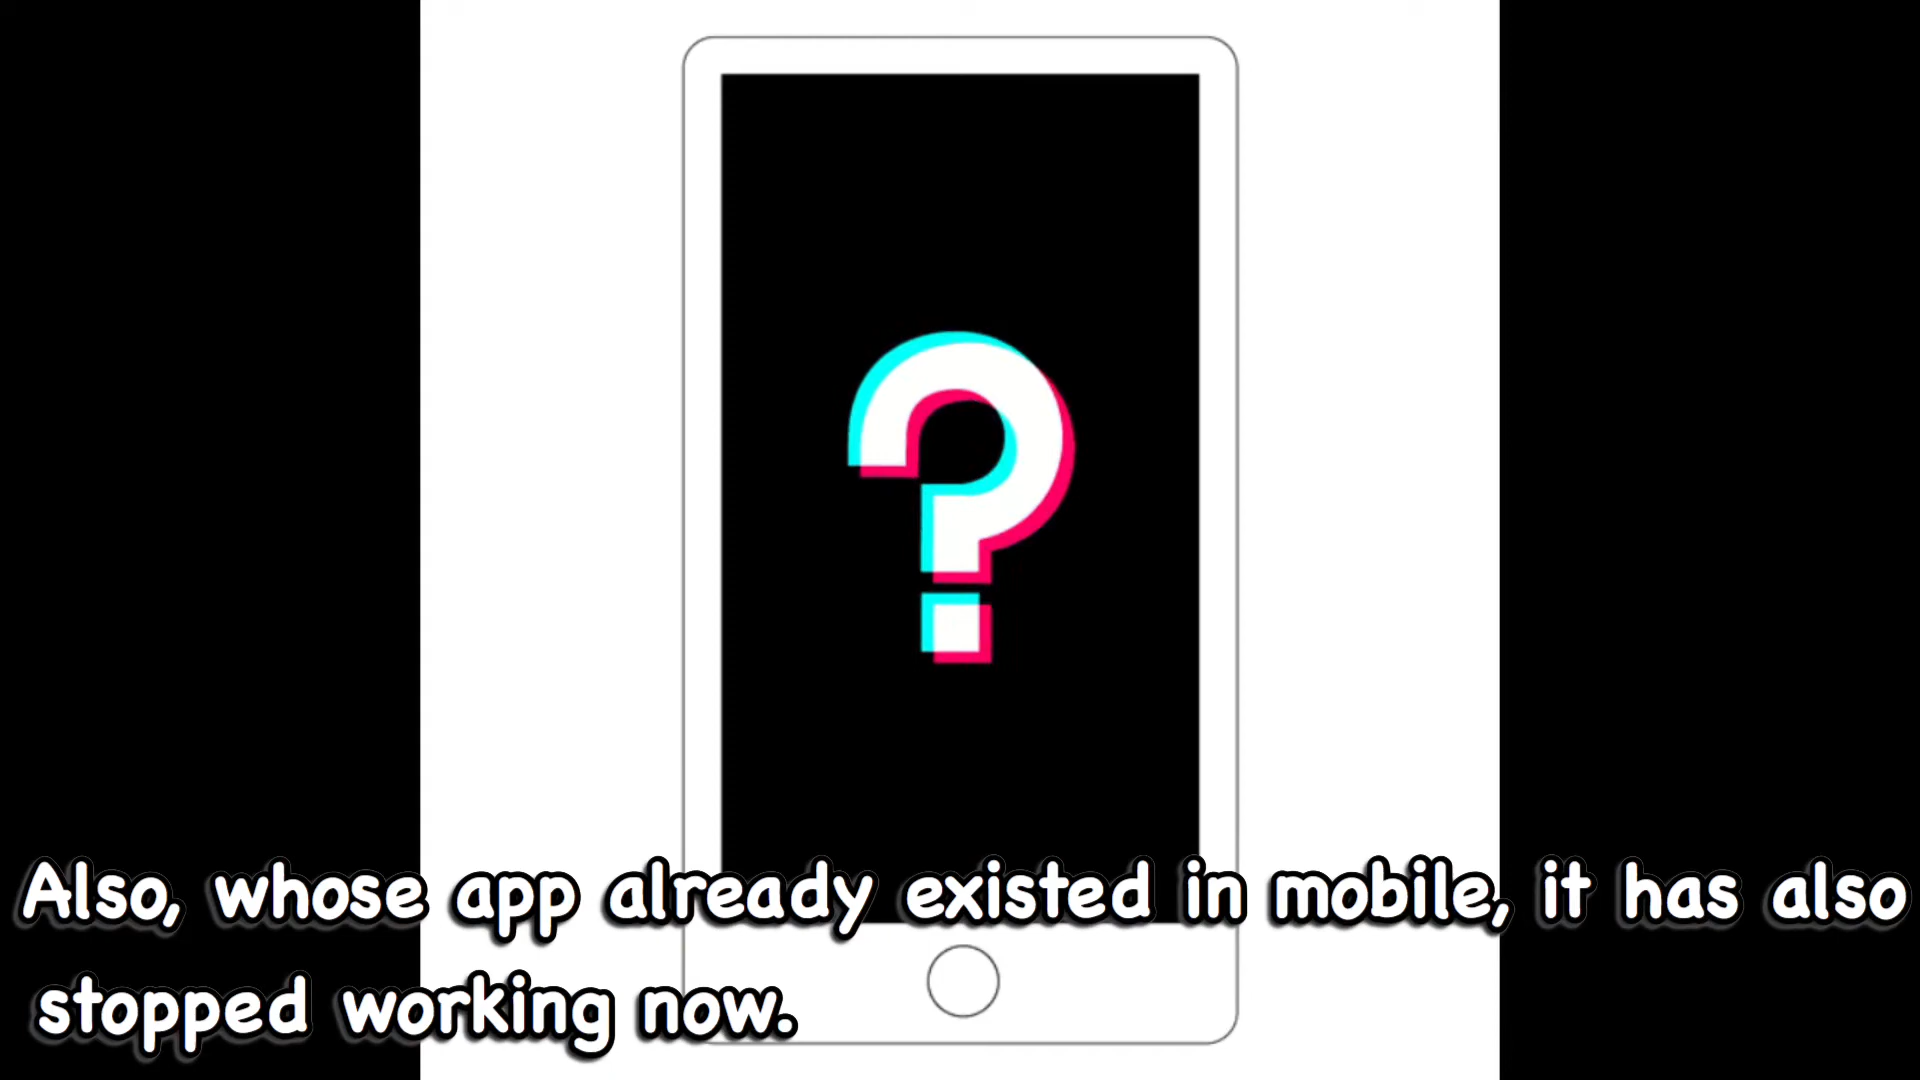 ?
Also, whose app already existed in mobile, it has also
stopped working now.